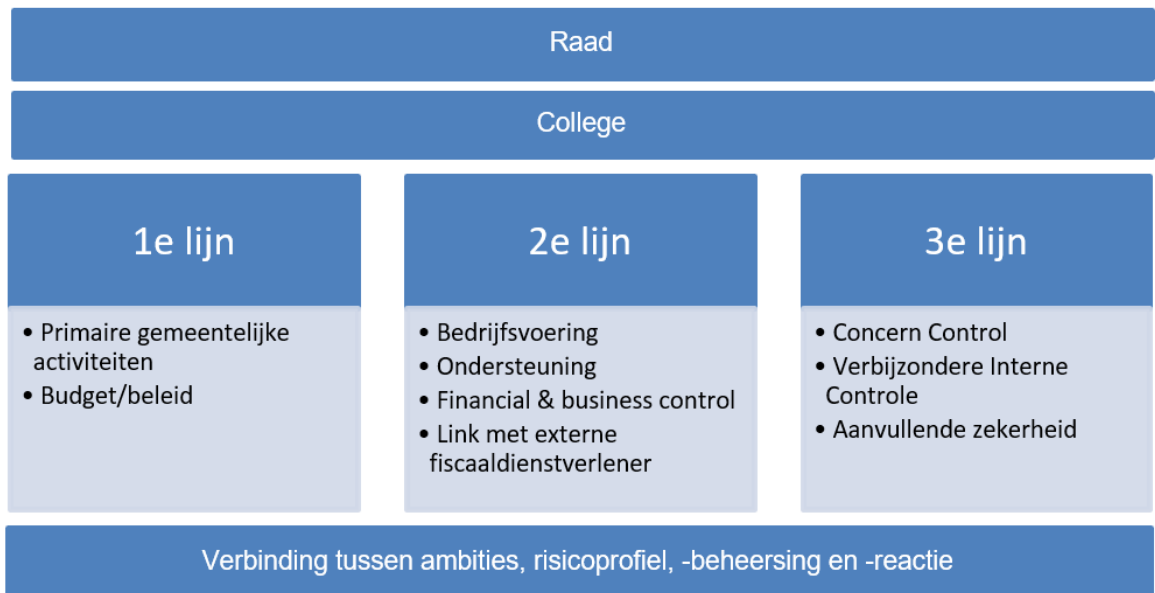 Raad
College
1e lijn
• Primaire gemeentelijke
activiteiten
• Budget/beleid
2e lijn
• Bedrijfsvoering
• Ondersteuning
• Financial & business control
• Link met externe
fiscaaldienstverlener
3e lijn
• Concern Control
• Verbijzondere Interne
Controle
• Aanvullende zekerheid
Verbinding tussen ambities, risicoprofiel, -beheersing en -reactie